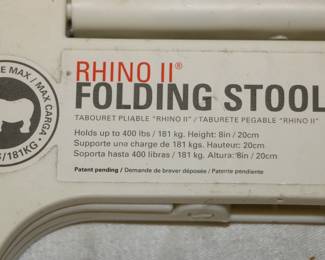 E MAX / MAX CARGA •
/181KG •
RHINO II®
FOLDING STOOL
TABOURET PLIABLE "RHINO II" / TABURETE PEGABLE "RHINO II"
Holds up to 400 lbs / 181 kg. Height: 8in / 20cm
Supporte une charge de 181 kgs. Hauteur: 20cm
Soporta hasta 400 libras / 181 kg. Altura: 8in / 20cm
Patent pending / Demande de brever déposée / Patente pendiente